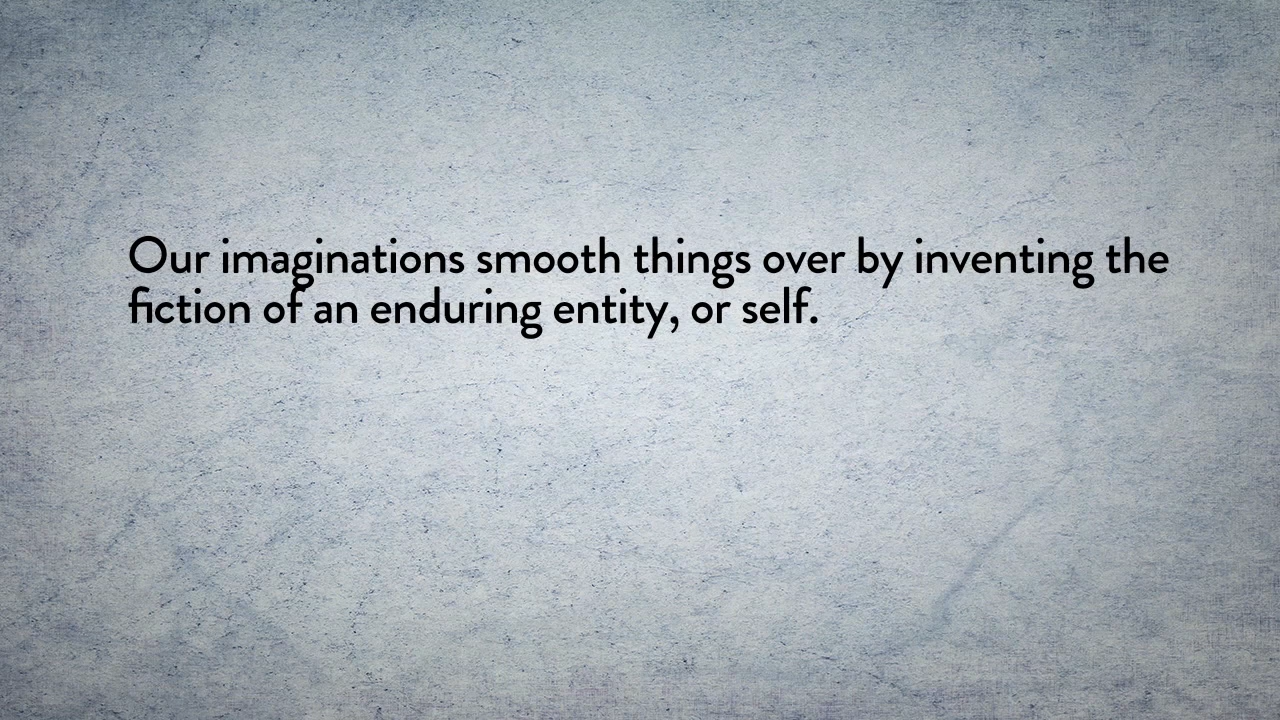 Our imaginations smooth things over by inventing the
fiction of an enduring entity, or self.